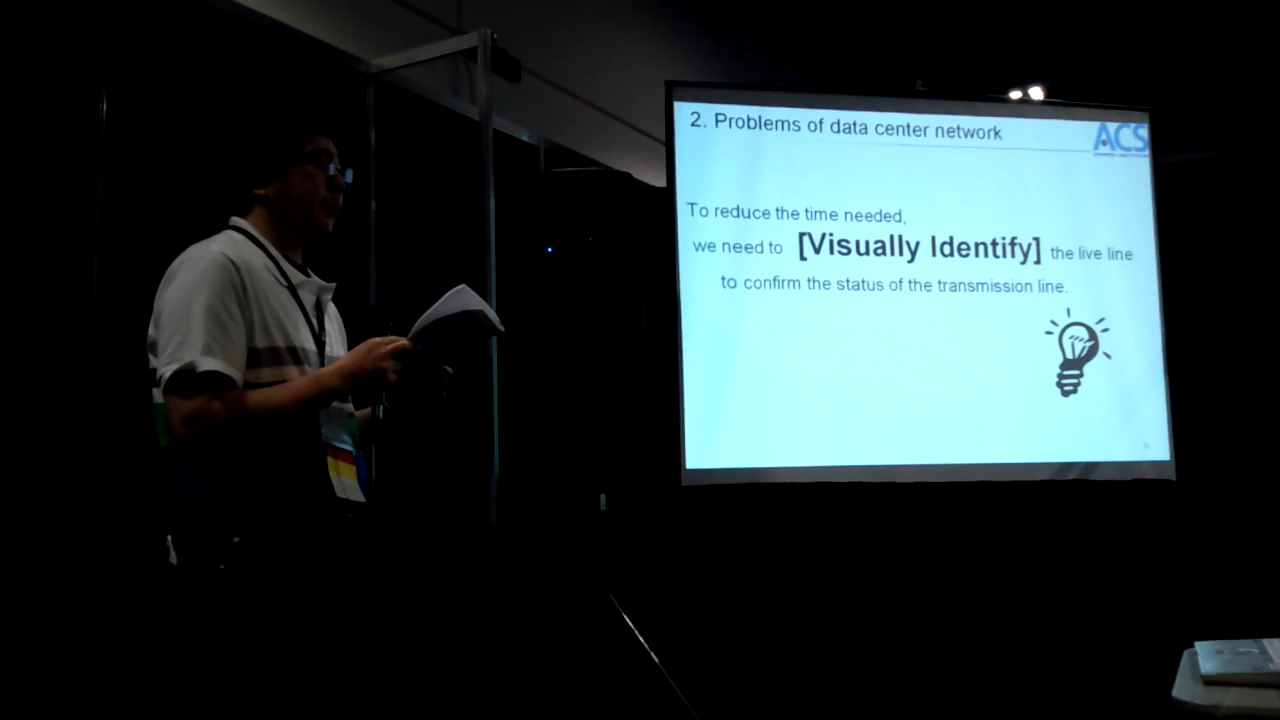 2. Problems of data center network
ACS
To reduce the time needed,
we need to [Visually Identify] the live line
to confirm the status of the transmission line.